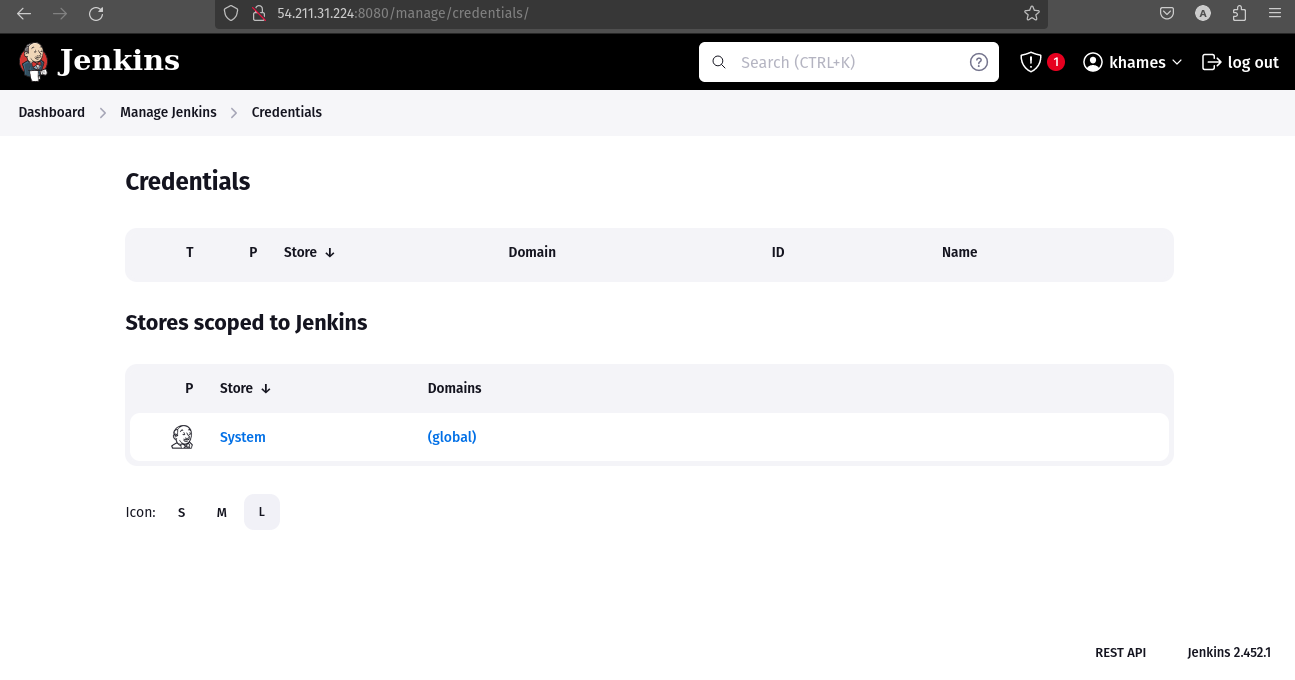 54.211.31.224:8080/manage/credentials/
A
Jenkins
Search (CTRL+K)
?
1
khames
log out
Dashboard
Manage Jenkins
Credentials
Credentials
T P Store ↓ Domain ID Name
Stores scoped to Jenkins
P Store ↓ Domains
System (global)
Icon: S M L
REST API Jenkins 2.452.1